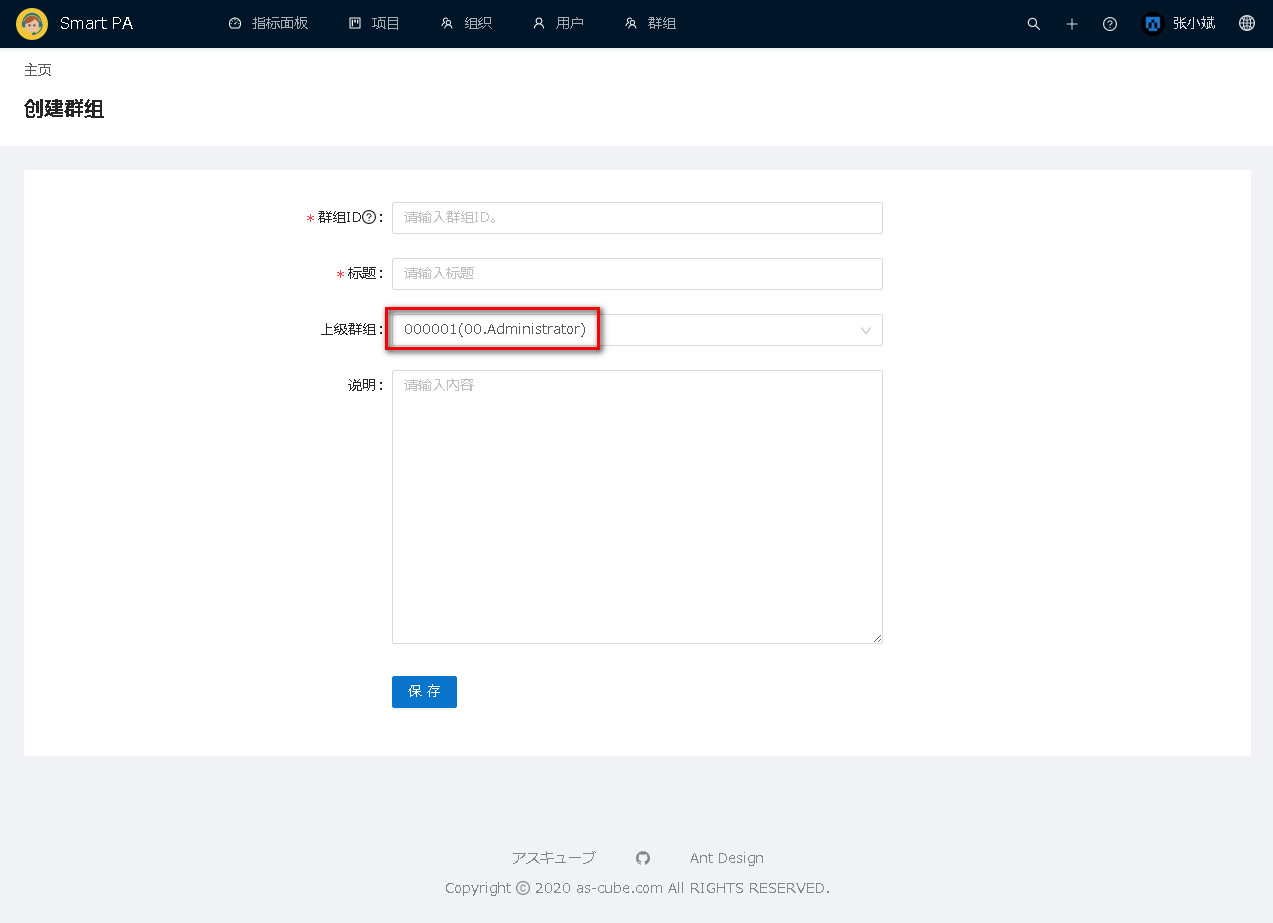 Smart PA 指标面板 项目 组织 用户 群组 张小斌
主页
创建群组
* 群组ID? : 请输入群组ID。
* 标题 : 请输入标题
上级群组 : 000001(00.Administrator)
说明 : 请输入内容
保 存
アスキューブ Ant Design
Copyright © 2020 as-cube.com All RIGHTS RESERVED.